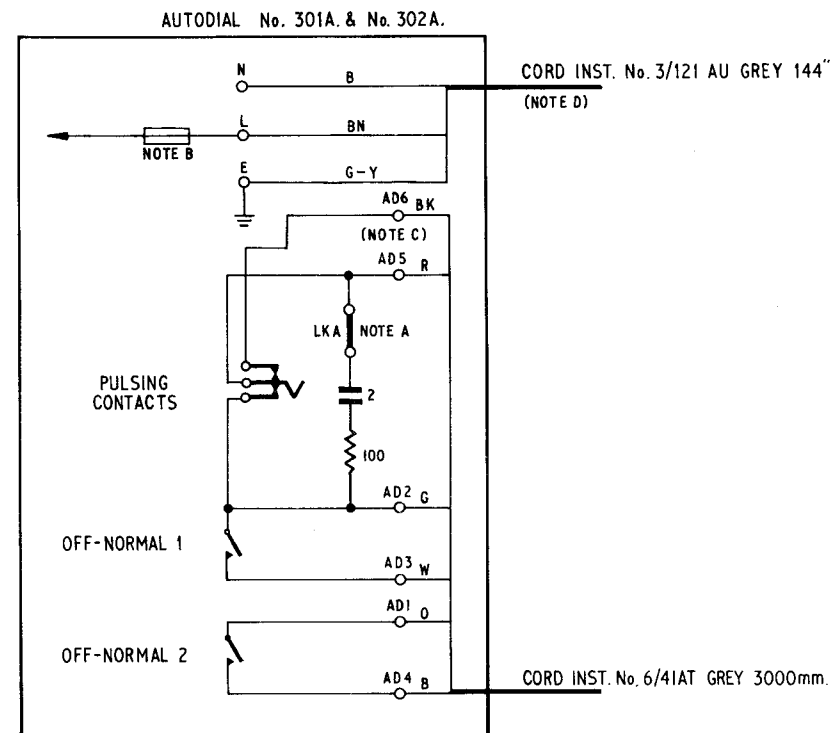 AUTODIAL No. 301A. & No. 302A.
N
B
CORD INST. No. 3/121 AU GREY 144"
(NOTE D)
L
BN
NOTE B
E
G-Y
AD6 BK
(NOTE C)
AD5 R
LKA NOTE A
PULSING
CONTACTS
2
100
AD2 G
OFF-NORMAL 1
AD3 W
AD1 O
OFF-NORMAL 2
AD4 B
CORD INST. No. 6/41AT GREY 3000mm.